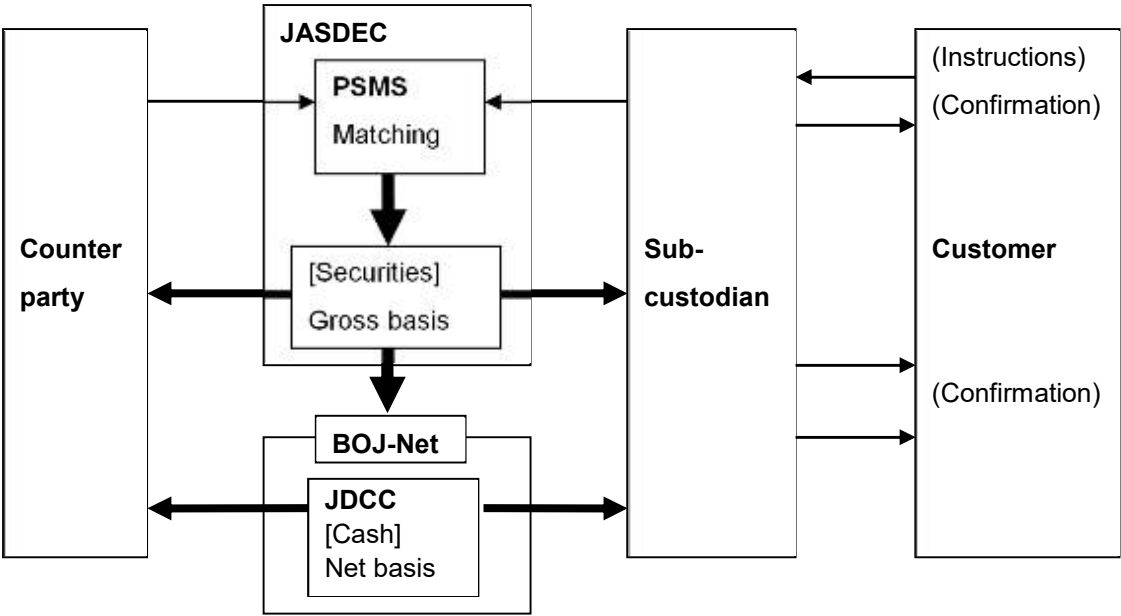 JASDEC
PSMS
Matching
[Securities]
Gross basis
Counter
party
Sub-
custodian
(Instructions)
(Confirmation)
Customer
(Confirmation)
BOJ-Net
JDCC
[Cash]
Net basis